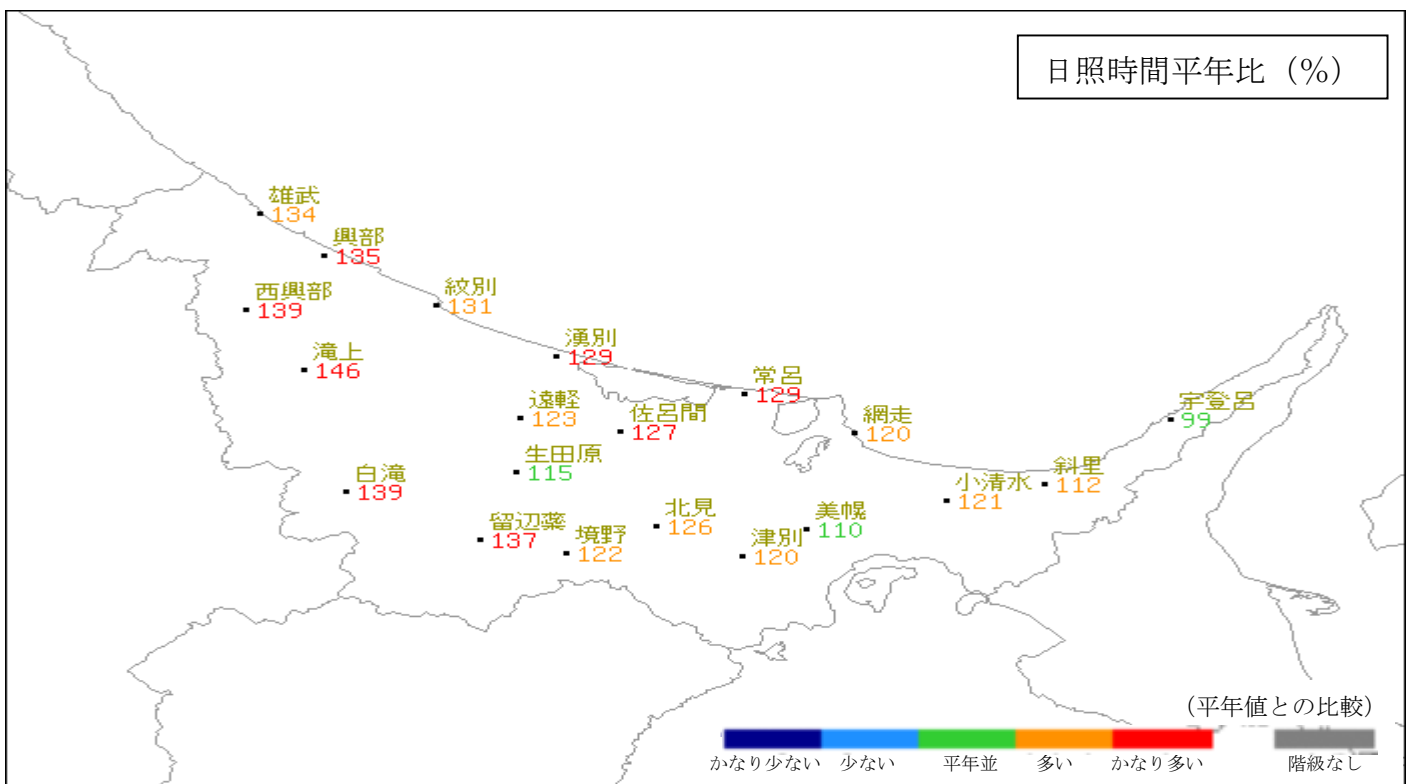 日照時間平年比（％）
雄武
134
興部
135
西興部
139
紋別
131
滝上
146
湧別
129
常呂
129
遠軽
123
佐呂間
127
網走
120
宇登呂
99
生田原
115
白滝
139
斜里
112
小清水
121
留辺蘂
137
境野
122
北見
126
美幌
110
津別
120
（平年値との比較）
かなり少ない 少ない 平年並 多い かなり多い 階級なし